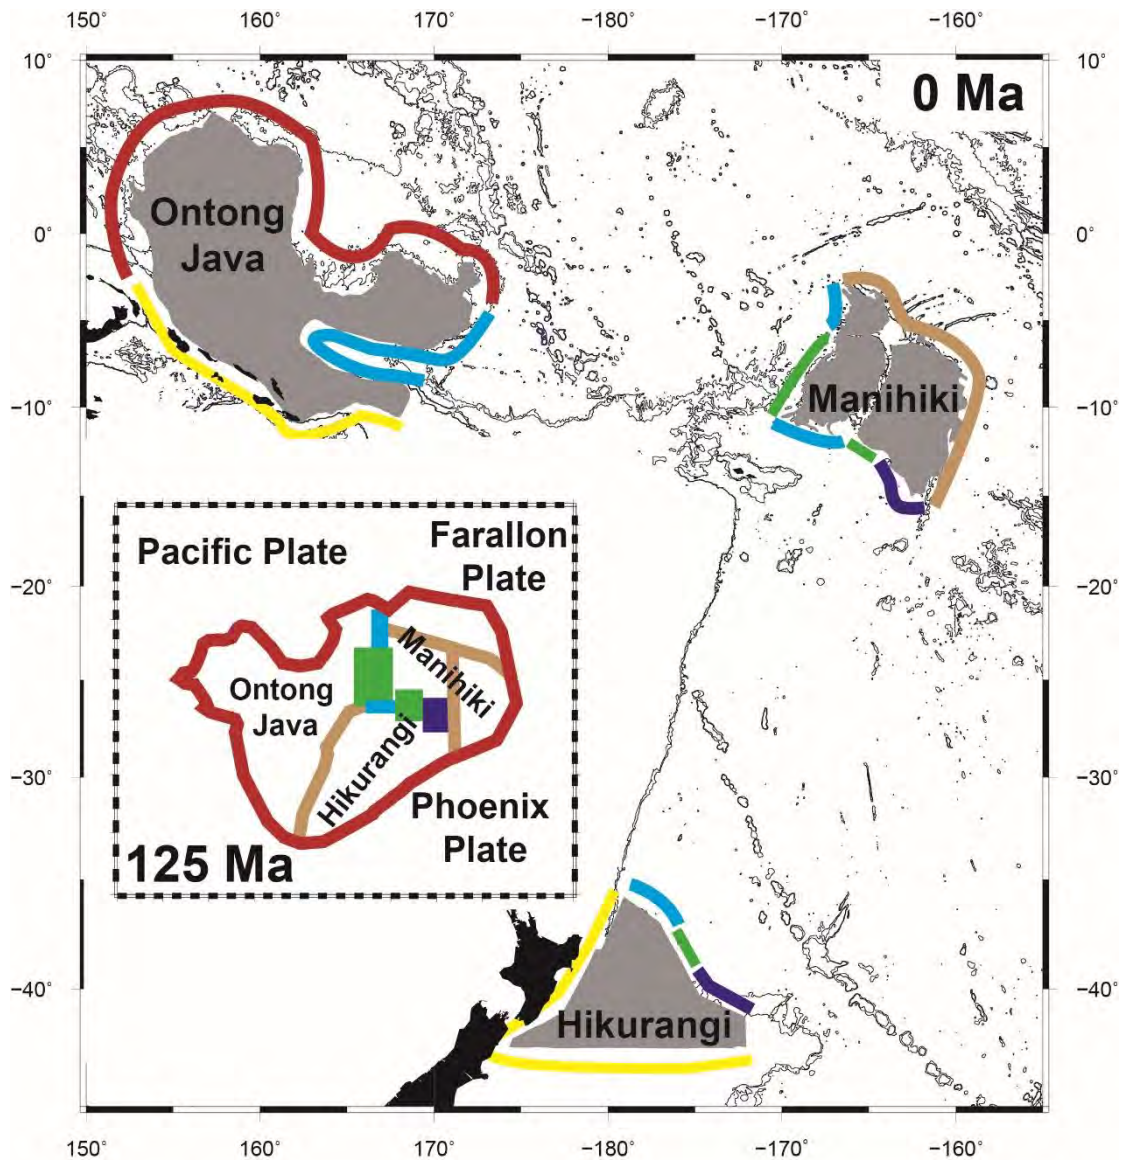 150° 160° 170° −180° −170° −160°
10° 10°
0 Ma
Ontong
Java
0° 0°
Manihiki
−10° −10°
Pacific Plate
Farallon
Plate
−20° −20°
Manihiki
Ontong
Java
Hikurangi
−30° −30°
Phoenix
Plate
125 Ma
−40° −40°
Hikurangi
150° 160° 170° −180° −170° −160°